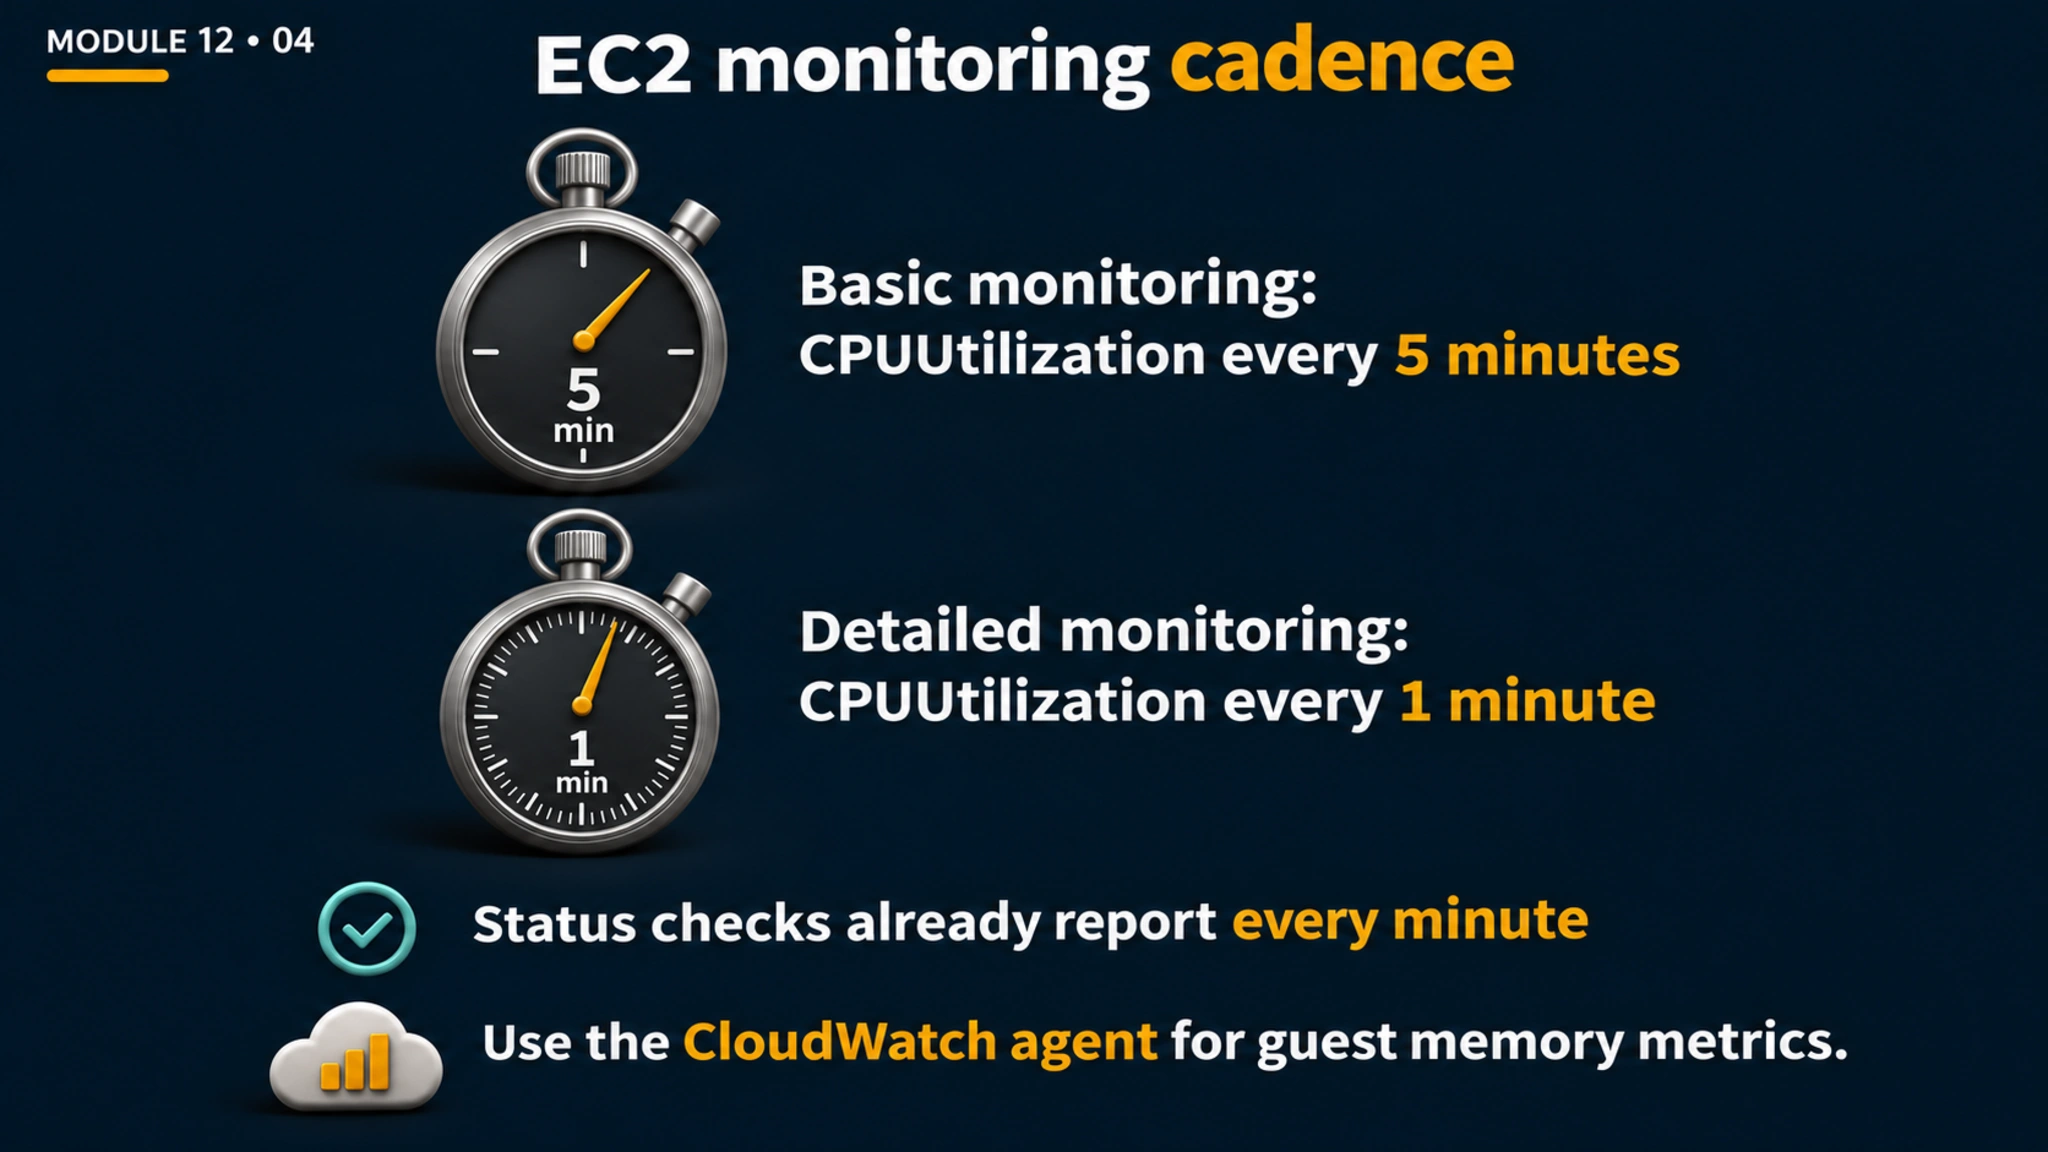 MODULE 12 • 04
EC2 monitoring cadence
5
min
Basic monitoring:
CPUUtilization every 5 minutes
1
min
Detailed monitoring:
CPUUtilization every 1 minute
Status checks already report every minute
Use the CloudWatch agent for guest memory metrics.